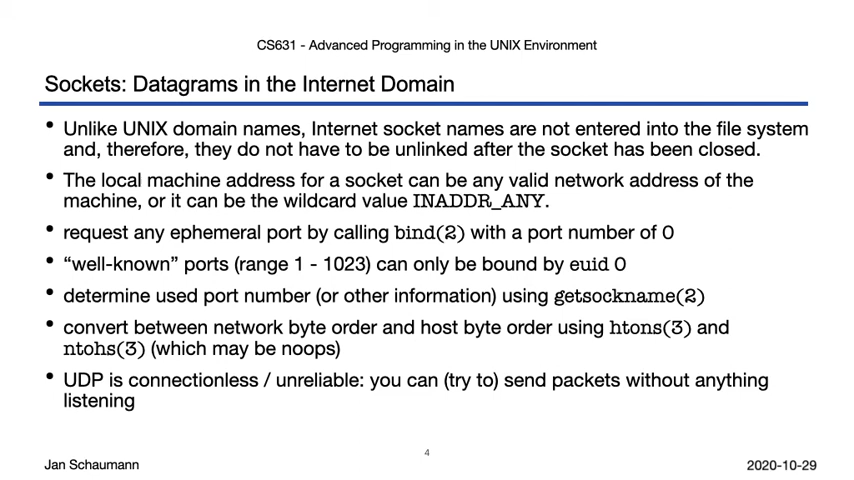 CS631 - Advanced Programming in the UNIX Environment
Sockets: Datagrams in the Internet Domain
• Unlike UNIX domain names, Internet socket names are not entered into the file system
and, therefore, they do not have to be unlinked after the socket has been closed.
• The local machine address for a socket can be any valid network address of the
machine, or it can be the wildcard value INADDR_ANY.
• request any ephemeral port by calling bind(2) with a port number of 0
• “well-known” ports (range 1 - 1023) can only be bound by euid 0
• determine used port number (or other information) using getsockname(2)
• convert between network byte order and host byte order using htons(3) and
ntohs(3) (which may be noops)
• UDP is connectionless / unreliable: you can (try to) send packets without anything
listening
4
Jan Schaumann
2020-10-29